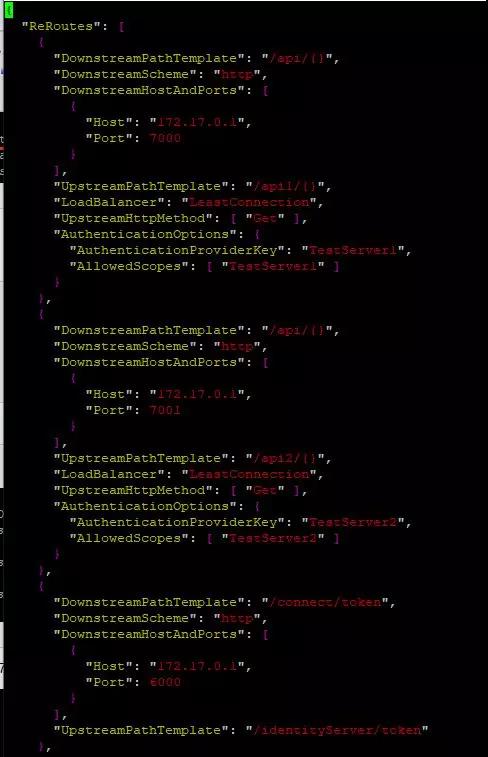 {
  "ReRoutes": [
    {
      "DownstreamPathTemplate": "/api/{}",
      "DownstreamScheme": "http",
      "DownstreamHostAndPorts": [
        {
          "Host": "172.17.0.1",
          "Port": 7000
        }
      ],
      "UpstreamPathTemplate": "/api1/{}",
      "LoadBalancer": "LeastConnection",
      "UpstreamHttpMethod": [ "Get" ],
      "AuthenticationOptions": {
        "AuthenticationProviderKey": "TestServer1",
        "AllowedScopes": [ "TestServer1" ]
      }
    },
    {
      "DownstreamPathTemplate": "/api/{}",
      "DownstreamScheme": "http",
      "DownstreamHostAndPorts": [
        {
          "Host": "172.17.0.1",
          "Port": 7001
        }
      ],
      "UpstreamPathTemplate": "/api2/{}",
      "LoadBalancer": "LeastConnection",
      "UpstreamHttpMethod": [ "Get" ],
      "AuthenticationOptions": {
        "AuthenticationProviderKey": "TestServer2",
        "AllowedScopes": [ "TestServer2" ]
      }
    },
    {
      "DownstreamPathTemplate": "/connect/token",
      "DownstreamScheme": "http",
      "DownstreamHostAndPorts": [
        {
          "Host": "172.17.0.1",
          "Port": 6000
        }
      ],
      "UpstreamPathTemplate": "/identityServer/token"
    },